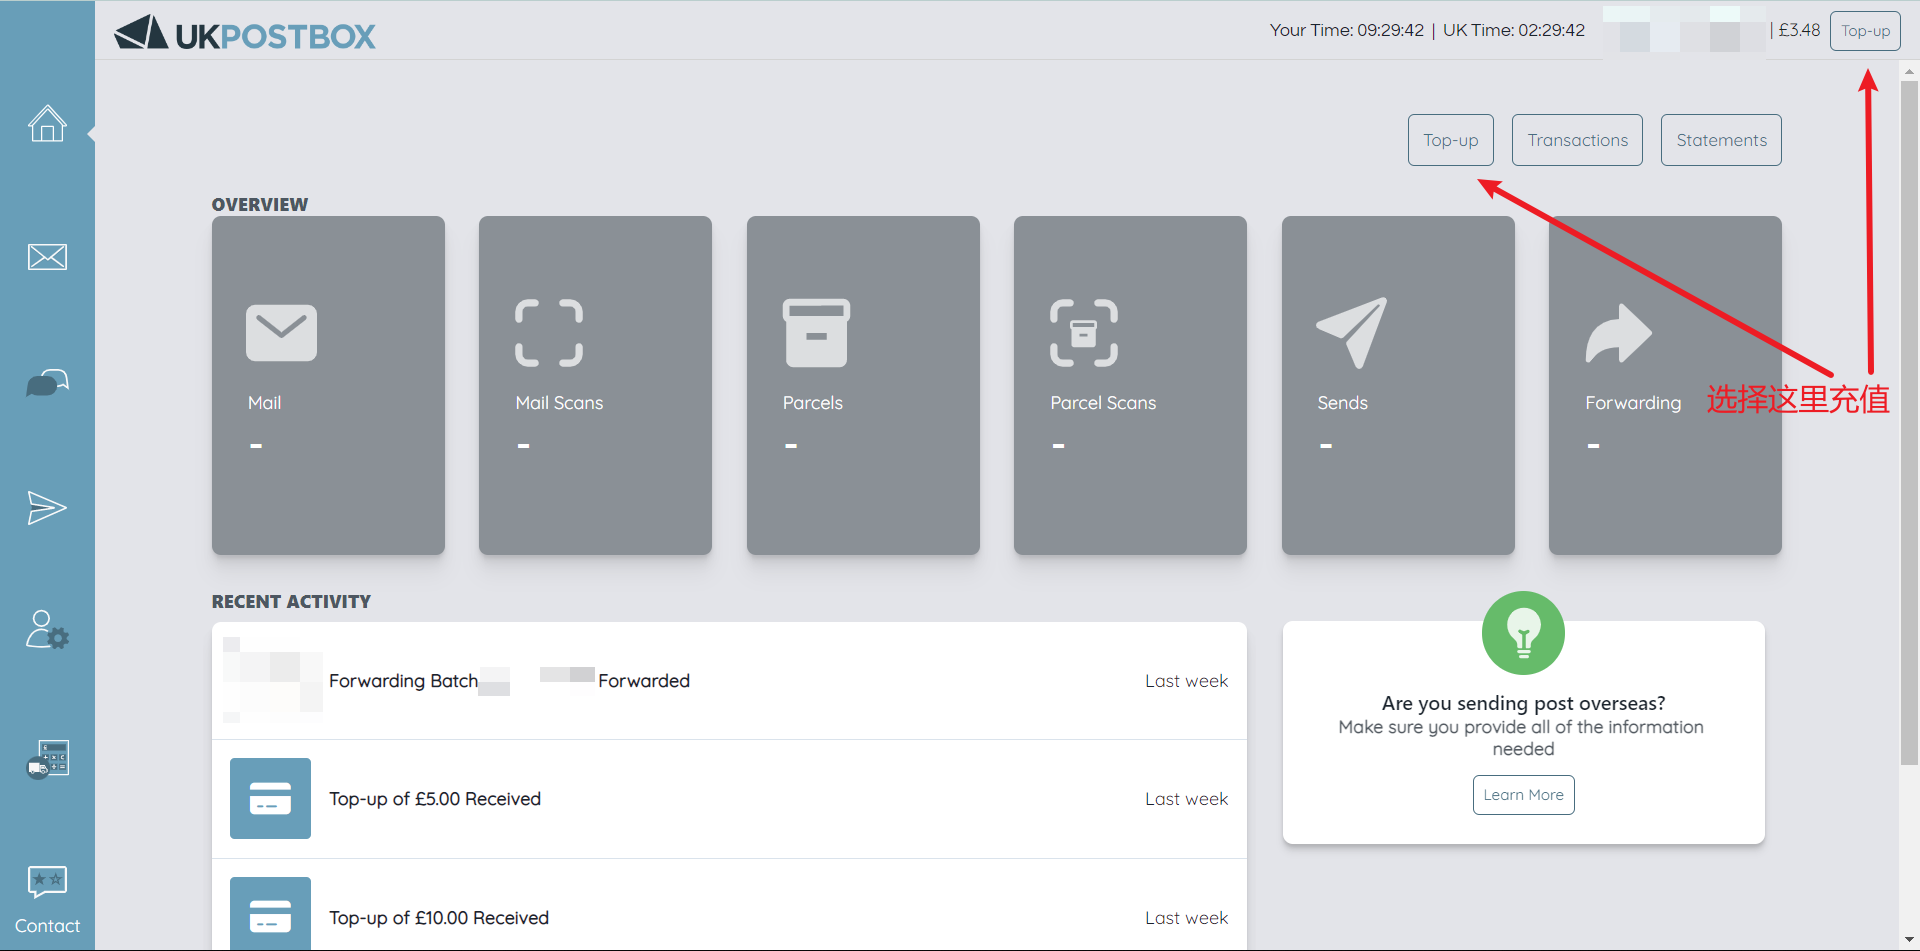 UKPOSTBOX
Your Time: 09:29:42 | UK Time: 02:29:42
| £3.48
Top-up
Top-up
Transactions
Statements
OVERVIEW
Mail
-
Mail Scans
-
Parcels
-
Parcel Scans
-
Sends
-
Forwarding
-
选择这里充值
RECENT ACTIVITY
Forwarding Batch Forwarded
Last week
Top-up of £5.00 Received
Last week
Top-up of £10.00 Received
Last week
Are you sending post overseas?
Make sure you provide all of the information
needed
Learn More
Contact